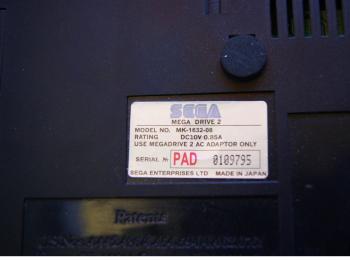 SEGA
MEGA DRIVE 2
MODEL NO. MK-1632-08
RATING DC10V 0.85A
USE MEGADRIVE 2 AC ADAPTOR ONLY
SERIAL № PAD 0109795
SEGA ENTERPRISES LTD MADE IN JAPAN
Patents